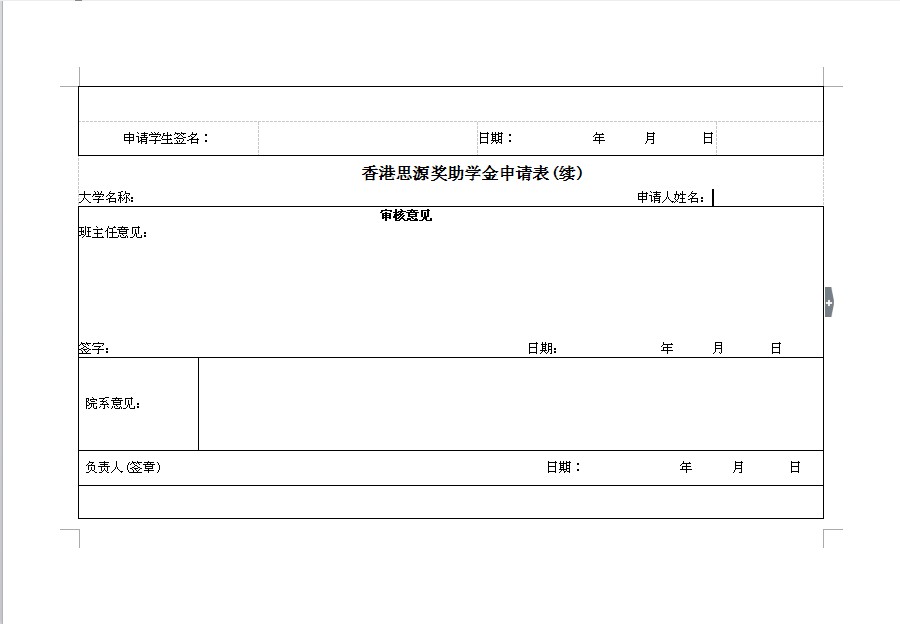 申请学生签名： 日期： 年 月 日
香港思源奖助学金申请表(续)
大学名称: 申请人姓名:
审核意见
班主任意见:
签字: 日期: 年 月 日
院系意见:
负责人(签章) 日期： 年 月 日